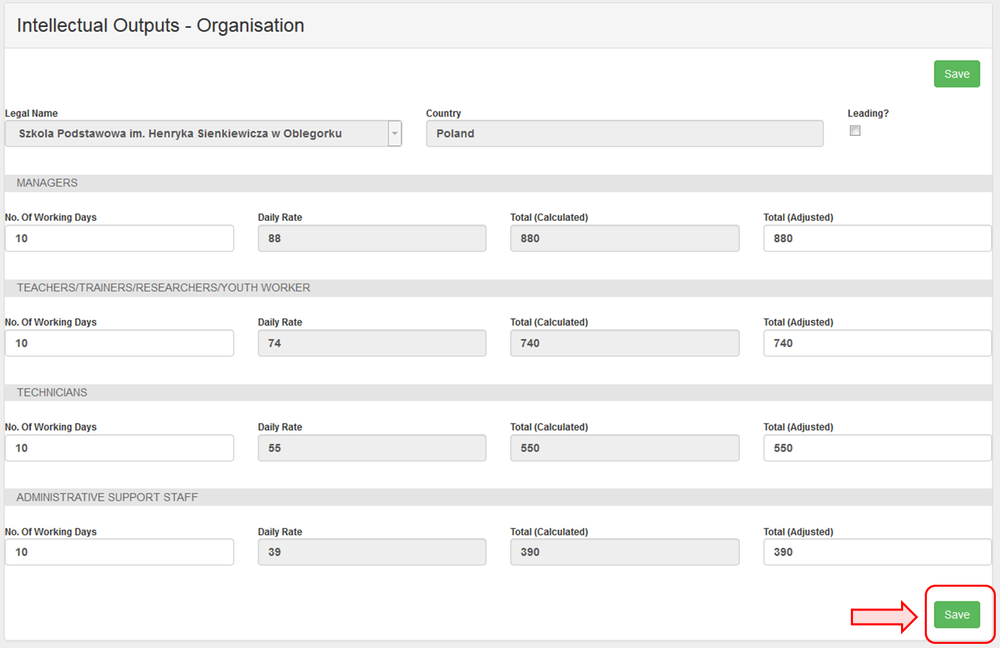 Intellectual Outputs - Organisation
Save
Legal Name Country Leading?
Szkola Podstawowa im. Henryka Sienkiewicza w Oblegorku Poland
MANAGERS
No. Of Working Days Daily Rate Total (Calculated) Total (Adjusted)
10 88 880 880
TEACHERS/TRAINERS/RESEARCHERS/YOUTH WORKER
No. Of Working Days Daily Rate Total (Calculated) Total (Adjusted)
10 74 740 740
TECHNICIANS
No. Of Working Days Daily Rate Total (Calculated) Total (Adjusted)
10 55 550 550
ADMINISTRATIVE SUPPORT STAFF
No. Of Working Days Daily Rate Total (Calculated) Total (Adjusted)
10 39 390 390
Save